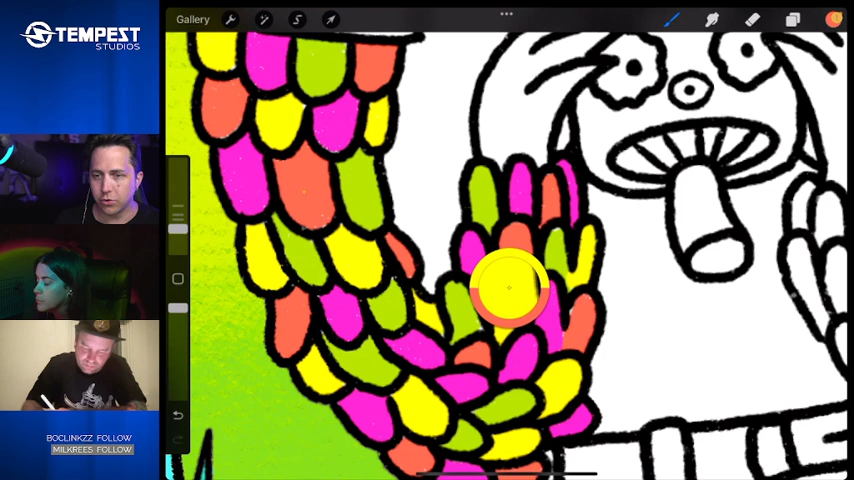 TEMPEST
STUDIOS
Gallery
BOCLINKZZ FOLLOW
MILKREES FOLLOW